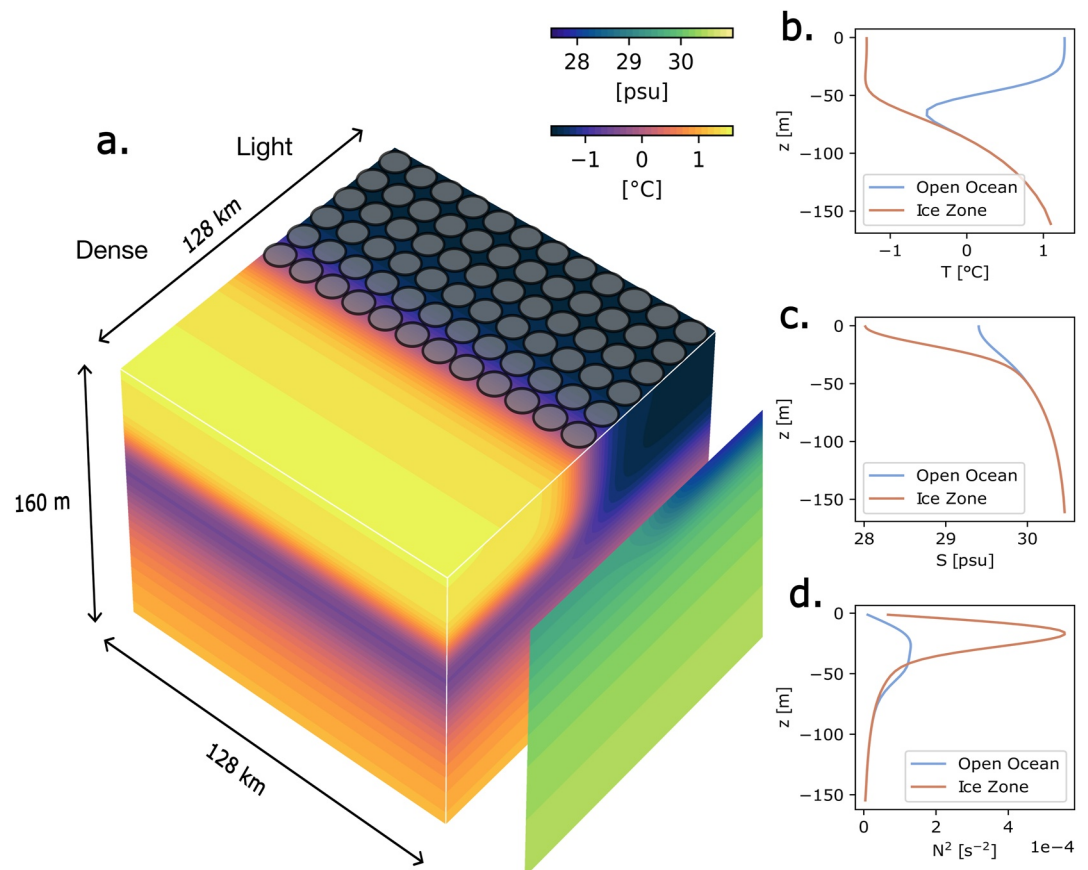 a.
Light
Dense
128 km
160 m
128 km
28 29 30
[psu]
−1 0 1
[°C]
b.
0
−50
−100
−150
z [m]
Open Ocean
Ice Zone
−1 0 1
T [°C]
c.
0
−50
−100
−150
z [m]
Open Ocean
Ice Zone
28 29 30
S [psu]
d.
0
−50
−100
−150
z [m]
Open Ocean
Ice Zone
0 2 4
1e−4
N² [s⁻²]